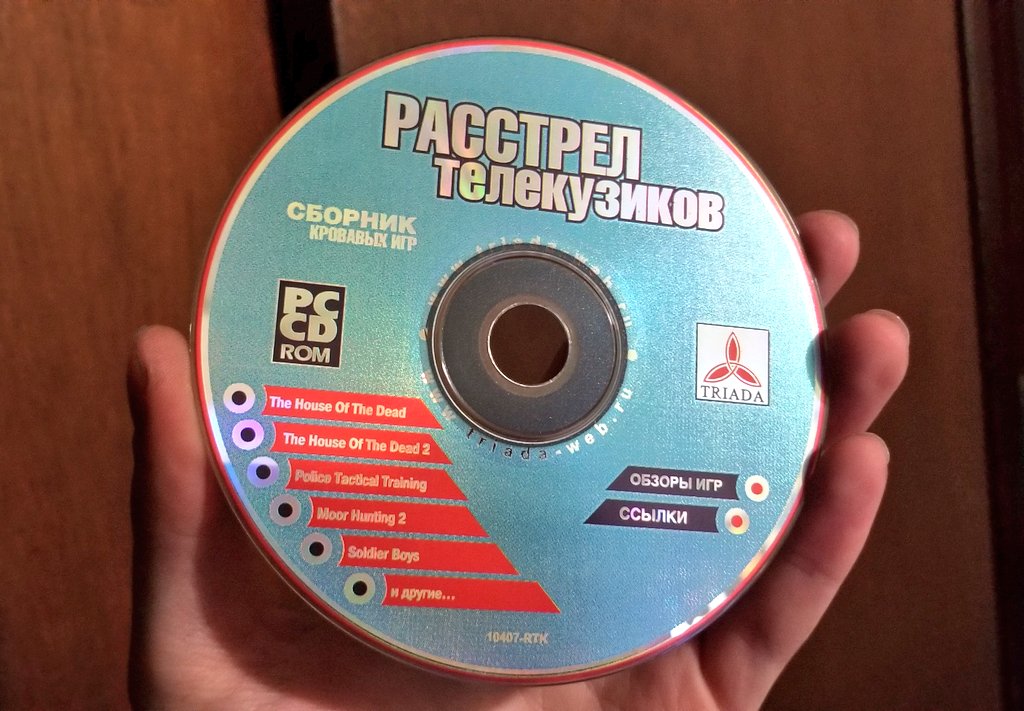 РАССТРЕЛ
телекузиков
СБОРНИК
КРОВАВЫХ ИГР
PC
CD
ROM
TRIADA
www.triada-web.ru
The House Of The Dead
The House Of The Dead 2
Police Tactical Training
Moor Hunting 2
Soldier Boys
и другие...
ОБЗОРЫ ИГР
ССЫЛКИ
10407-RTK